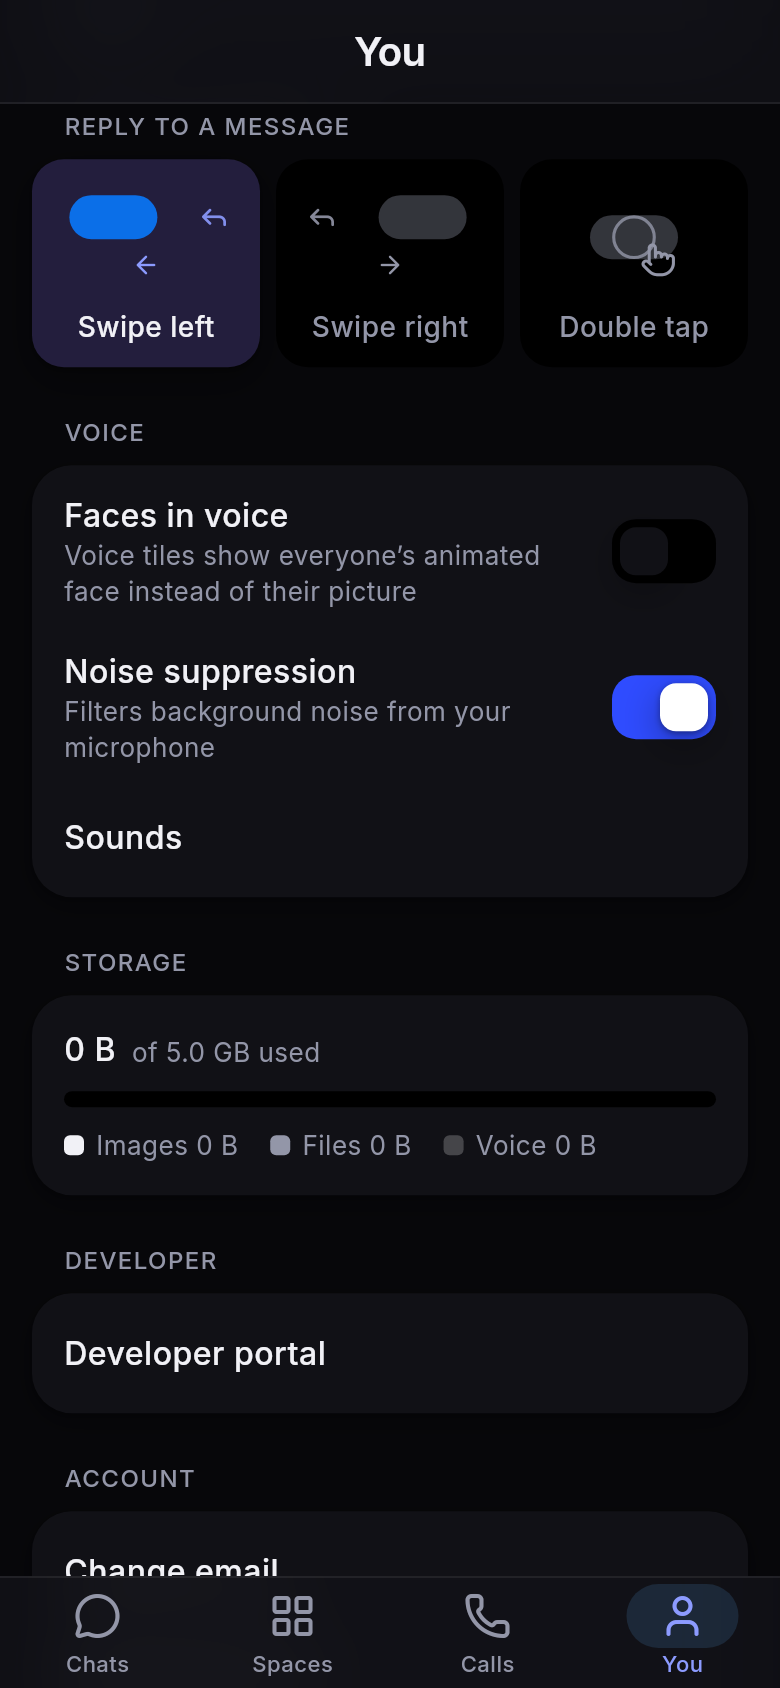 You
REPLY TO A MESSAGE
Swipe left
Swipe right
Double tap
VOICE
Faces in voice
Voice tiles show everyone’s animated
face instead of their picture
Noise suppression
Filters background noise from your
microphone
Sounds
STORAGE
0 B of 5.0 GB used
Images 0 B Files 0 B Voice 0 B
DEVELOPER
Developer portal
ACCOUNT
Change email
Chats
Spaces
Calls
You